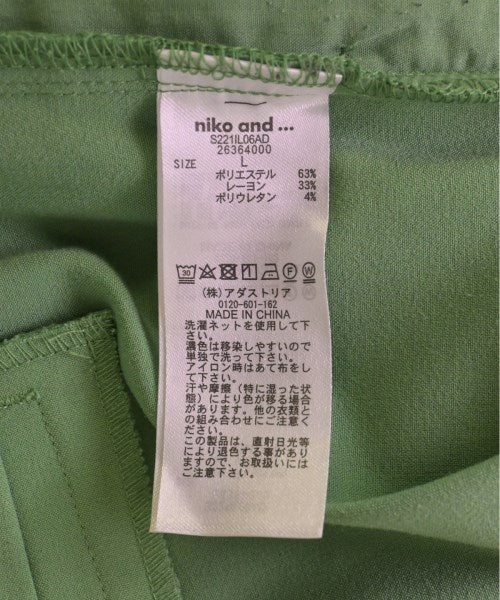 niko and ...
S221IL06AD
26364000
SIZE L
ポリエステル 63%
レーヨン 33%
ポリウレタン 4%
30 F W
(株)アダストリア
0120-601-162
MADE IN CHINA
洗濯ネットを使用して下
さい。
濃色は移染しやすいので
単独で洗って下さい。
アイロン時はあて布をし
て下さい。
汗や摩擦（特に湿った状
態）により色が移る場合
があります。他の衣類と
の組み合わせにご注意く
ださい。
この製品は、直射日光等
により退色する事があり
ますので、お取扱いには
ご注意ください。